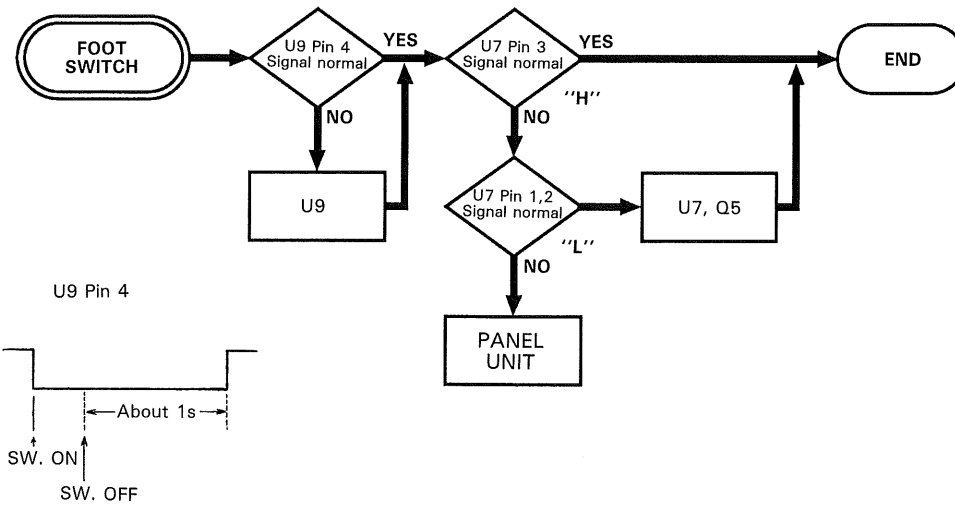 FOOT
SWITCH
U9 Pin 4
Signal normal
YES
U7 Pin 3
Signal normal
YES
"H"
END
NO
NO
U9
U7 Pin 1,2
Signal normal
"L"
U7, Q5
NO
PANEL
UNIT
U9 Pin 4
About 1s
SW. ON
SW. OFF